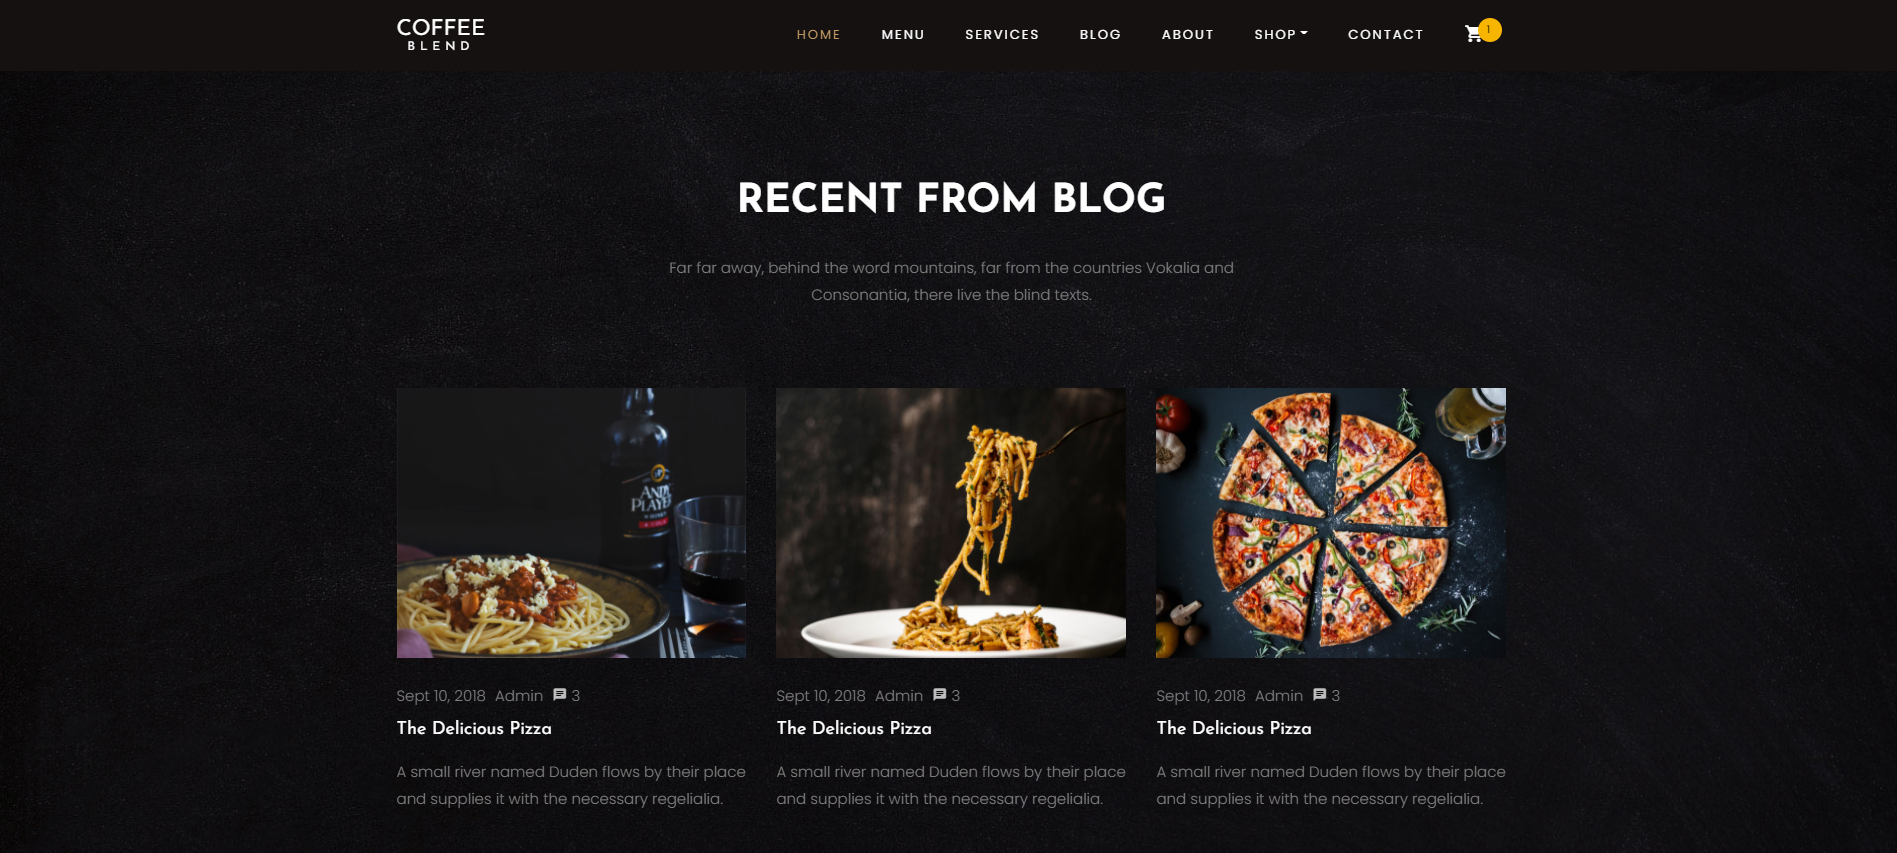 COFFEE
BLEND
HOME MENU SERVICES BLOG ABOUT SHOP CONTACT 1
RECENT FROM BLOG
Far far away, behind the word mountains, far from the countries Vokalia and
Consonantia, there live the blind texts.
ANDY
PLAYER
WHISKY
Sept 10, 2018 Admin 3
The Delicious Pizza
A small river named Duden flows by their place
and supplies it with the necessary regelialia.
Sept 10, 2018 Admin 3
The Delicious Pizza
A small river named Duden flows by their place
and supplies it with the necessary regelialia.
Sept 10, 2018 Admin 3
The Delicious Pizza
A small river named Duden flows by their place
and supplies it with the necessary regelialia.